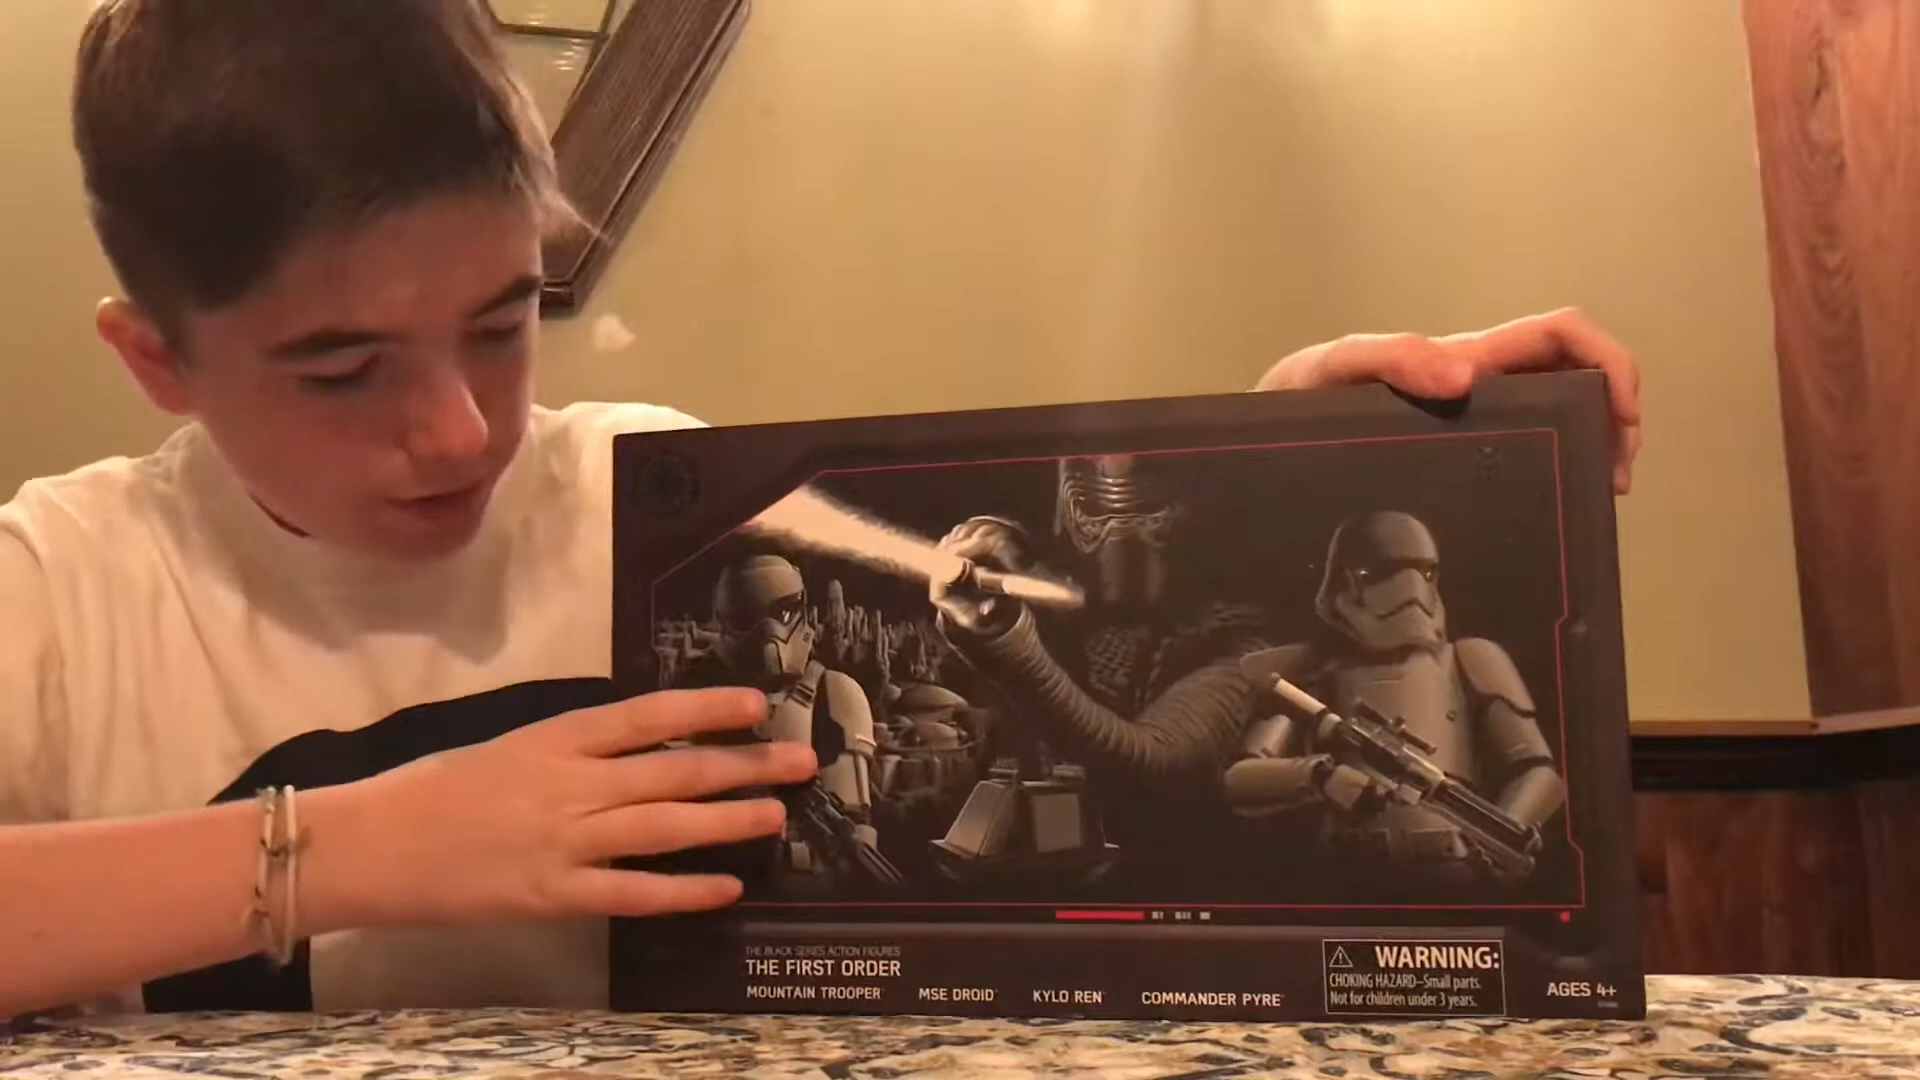 THE BLACK SERIES ACTION FIGURES
THE FIRST ORDER
MOUNTAIN TROOPER MSE DROID KYLO REN COMMANDER PYRE
WARNING:
CHOKING HAZARD–Small parts.
Not for children under 3 years.
AGES 4+